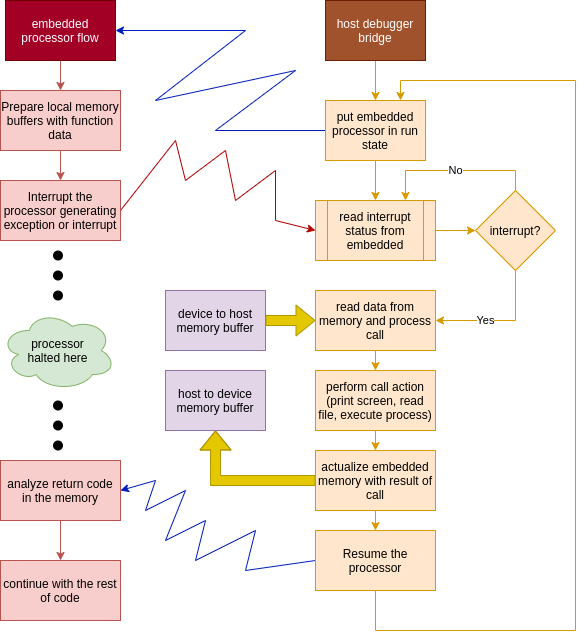 embedded
processor flow
host debugger
bridge
Prepare local memory
buffers with function
data
put embedded
processor in run
state
No
Interrupt the
processor generating
exception or interrupt
read interrupt
status from
embedded
interrupt?
device to host
memory buffer
read data from
memory and process
call
Yes
processor
halted here
host to device
memory buffer
perform call action
(print screen, read
file, execute process)
analyze return code
in the memory
actualize embedded
memory with result of
call
Resume the
processor
continue with the rest
of code